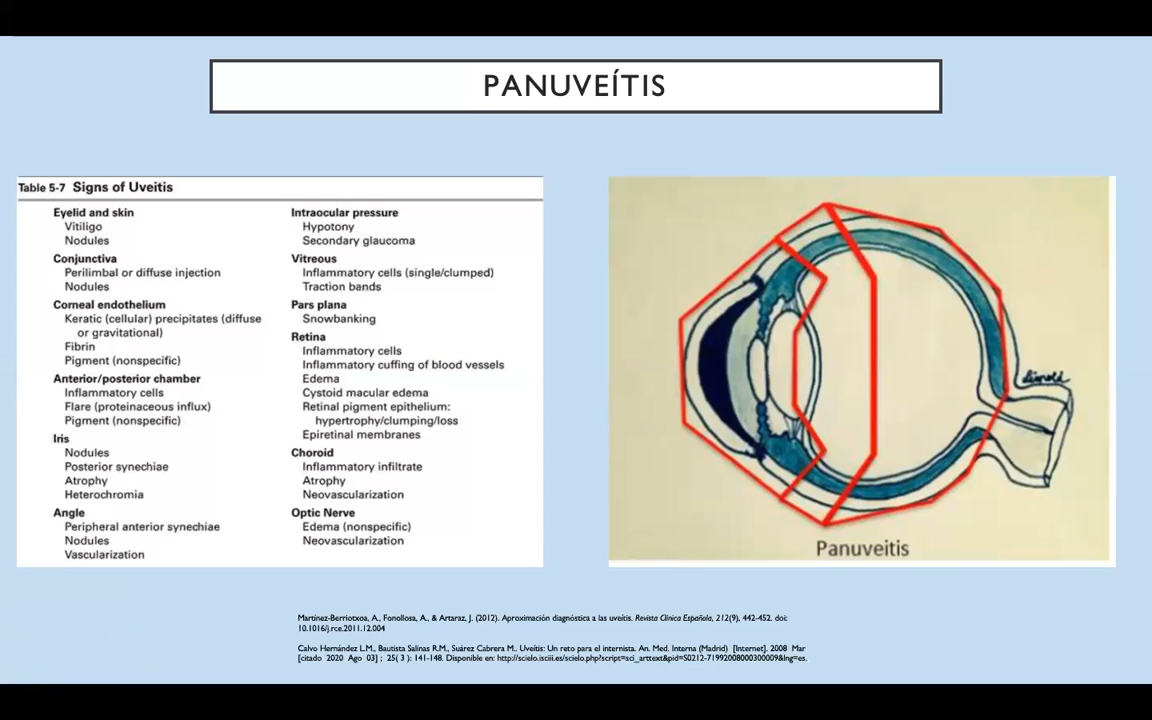 PANUVEÍTIS
Table 5-7 Signs of Uveitis
Eyelid and skin
Vitiligo
Nodules
Conjunctiva
Perilimbal or diffuse injection
Nodules
Corneal endothelium
Keratic (cellular) precipitates (diffuse
or gravitational)
Fibrin
Pigment (nonspecific)
Anterior/posterior chamber
Inflammatory cells
Flare (proteinaceous influx)
Pigment (nonspecific)
Iris
Nodules
Posterior synechiae
Atrophy
Heterochromia
Angle
Peripheral anterior synechiae
Nodules
Vascularization
Intraocular pressure
Hypotony
Secondary glaucoma
Vitreous
Inflammatory cells (single/clumped)
Traction bands
Pars plana
Snowbanking
Retina
Inflammatory cells
Inflammatory cuffing of blood vessels
Edema
Cystoid macular edema
Retinal pigment epithelium:
hypertrophy/clumping/loss
Epiretinal membranes
Choroid
Inflammatory infiltrate
Atrophy
Neovascularization
Optic Nerve
Edema (nonspecific)
Neovascularization
Panuveitis
Martínez-Berriotxoa, A., Fonollosa, A., & Artaraz, J. (2012). Aproximación diagnóstica a las uveítis. Revista Clínica Española, 212(9), 442-452. doi:
10.1016/j.rce.2011.12.004
Calvo Hernández L.M., Bautista Salinas R.M., Suárez Cabrera M.. Uveítis: Un reto para el internista. An. Med. Interna (Madrid) [Internet]. 2008 Mar
[citado 2020 Ago 03] ; 25( 3 ): 141-148. Disponible en: http://scielo.isciii.es/scielo.php?script=sci_arttext&pid=S0212-71992008000300009&lng=es.